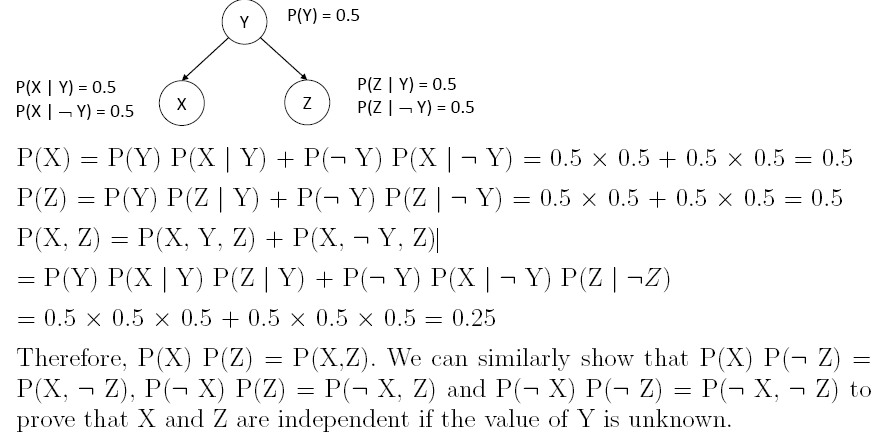 Y
P(Y) = 0.5
P(X | Y) = 0.5
P(X | ¬ Y) = 0.5
X
Z
P(Z | Y) = 0.5
P(Z | ¬ Y) = 0.5
P(X) = P(Y) P(X | Y) + P(¬ Y) P(X | ¬ Y) = 0.5 × 0.5 + 0.5 × 0.5 = 0.5
P(Z) = P(Y) P(Z | Y) + P(¬ Y) P(Z | ¬ Y) = 0.5 × 0.5 + 0.5 × 0.5 = 0.5
P(X, Z) = P(X, Y, Z) + P(X, ¬ Y, Z)|
= P(Y) P(X | Y) P(Z | Y) + P(¬ Y) P(X | ¬ Y) P(Z | ¬Z)
= 0.5 × 0.5 × 0.5 + 0.5 × 0.5 × 0.5 = 0.25
Therefore, P(X) P(Z) = P(X,Z). We can similarly show that P(X) P(¬ Z) =
P(X, ¬ Z), P(¬ X) P(Z) = P(¬ X, Z) and P(¬ X) P(¬ Z) = P(¬ X, ¬ Z) to
prove that X and Z are independent if the value of Y is unknown.